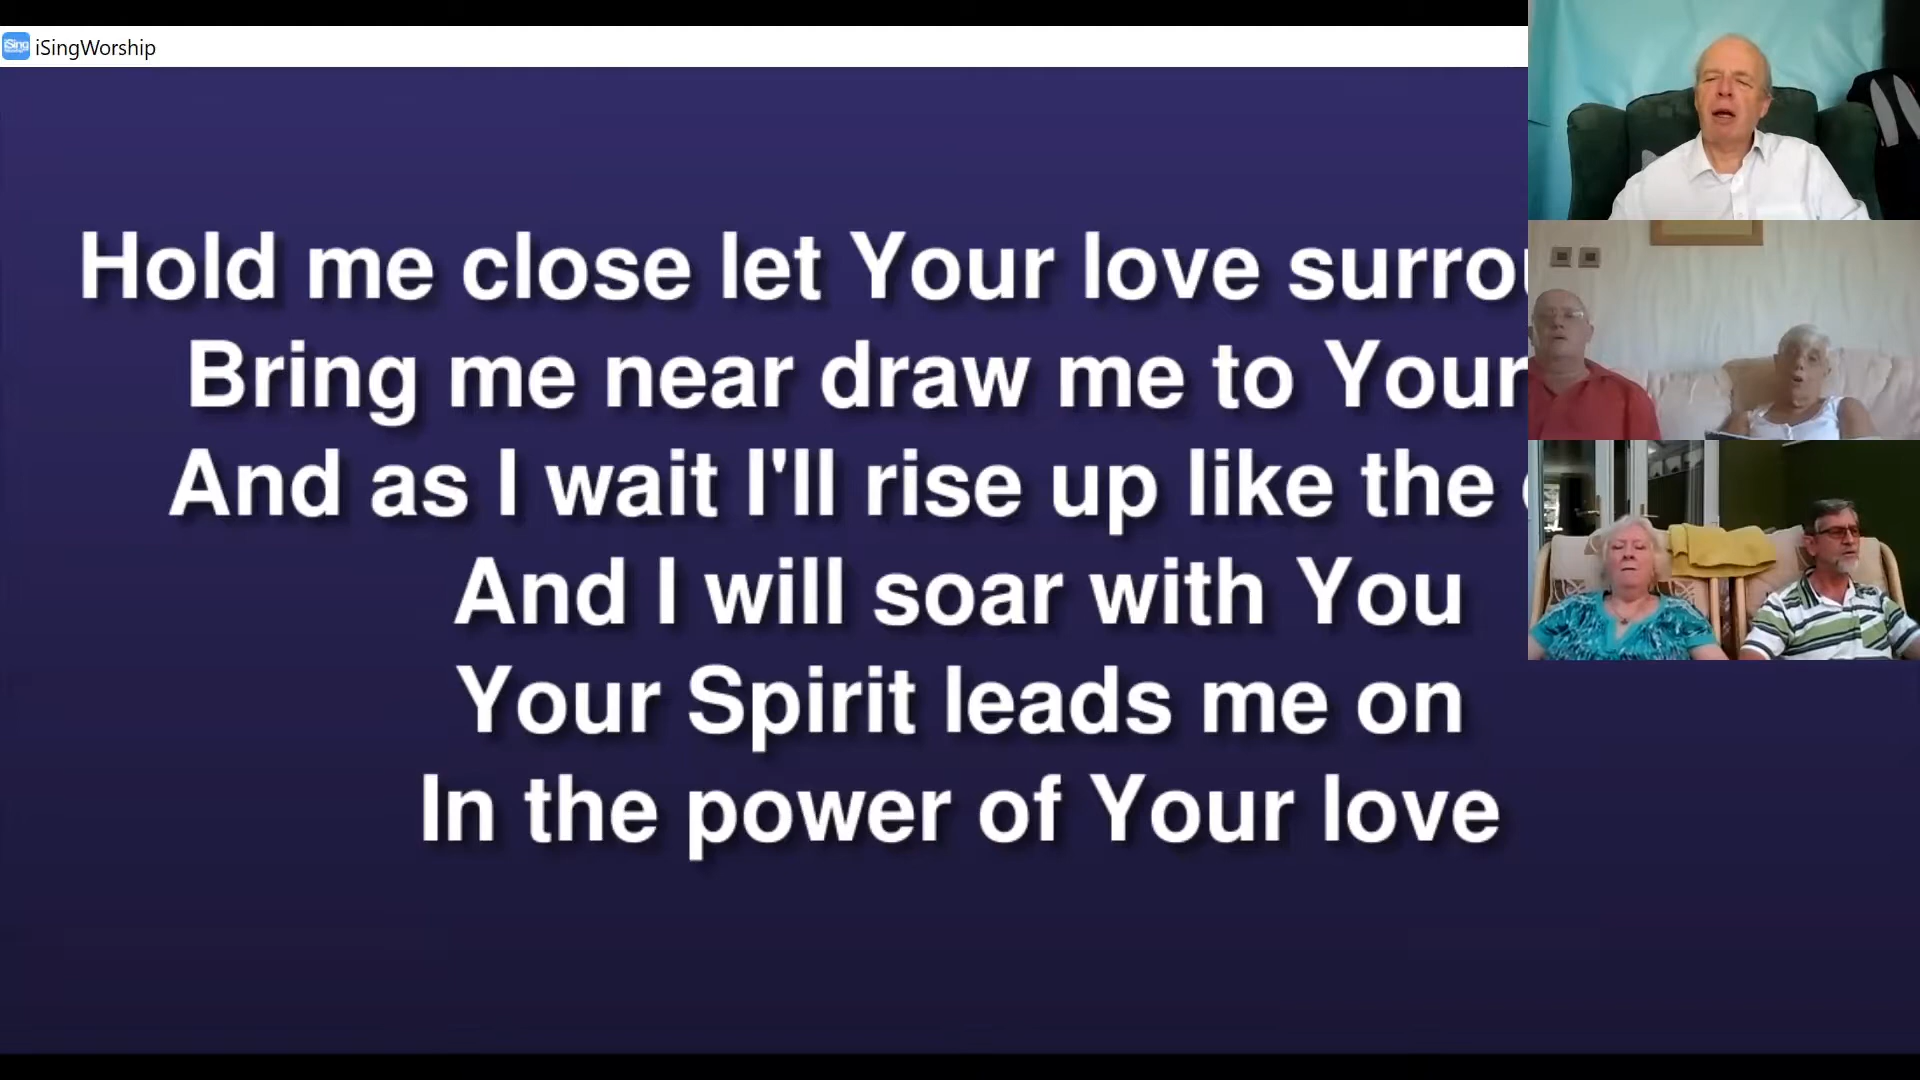 iSingWorship
Hold me close let Your love
Bring me near draw me to Your
And as I wait I'll rise up like the
And I will soar with You
Your Spirit leads me on
In the power of Your love